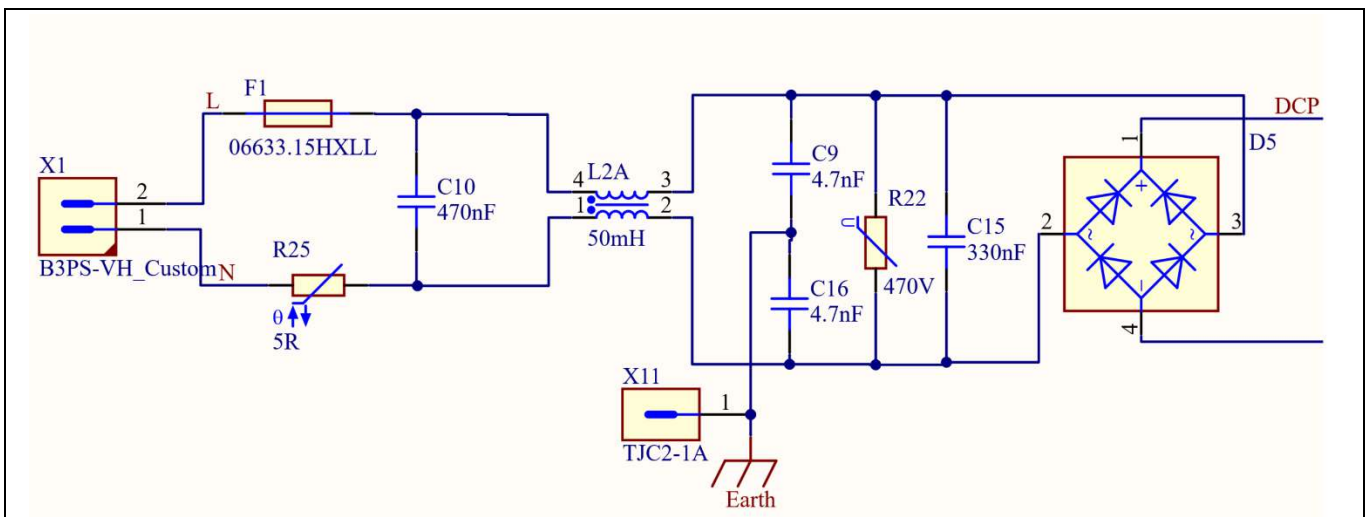 F1
L
06633.15HXLL
X1
2
1
B3PS-VH_Custom
N
R25
θ
5R
C10
470nF
L2A
4
3
1
2
50mH
C9
4.7nF
C16
4.7nF
R22
U
470V
C15
330nF
DCP
D5
1
+
2
~
~
3
−
4
X11
1
TJC2-1A
Earth